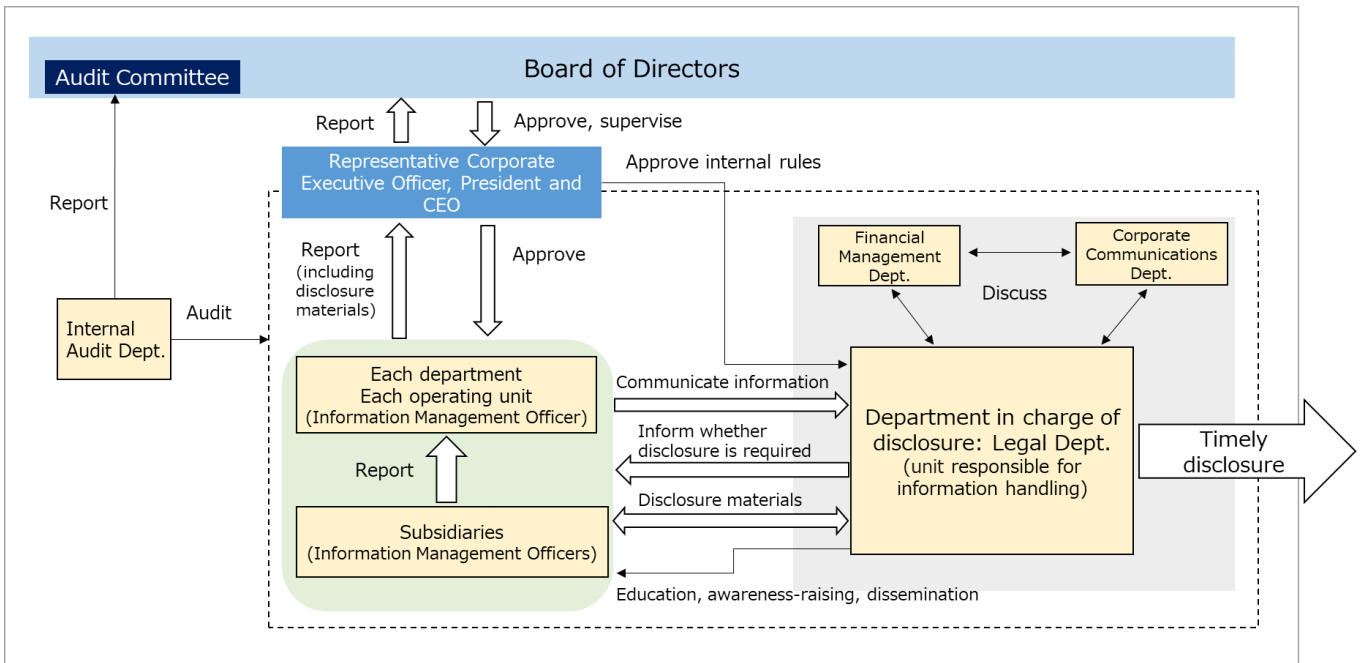 Audit Committee
Board of Directors
Report
Approve, supervise
Representative Corporate
Executive Officer, President and
CEO
Approve internal rules
Report
Report
(including
disclosure
materials)
Approve
Financial
Management
Dept.
Corporate
Communications
Dept.
Discuss
Internal
Audit Dept.
Audit
Each department
Each operating unit
(Information Management Officer)
Report
Subsidiaries
(Information Management Officers)
Communicate information
Inform whether
disclosure is required
Disclosure materials
Education, awareness-raising, dissemination
Department in charge of
disclosure: Legal Dept.
(unit responsible for
information handling)
Timely
disclosure